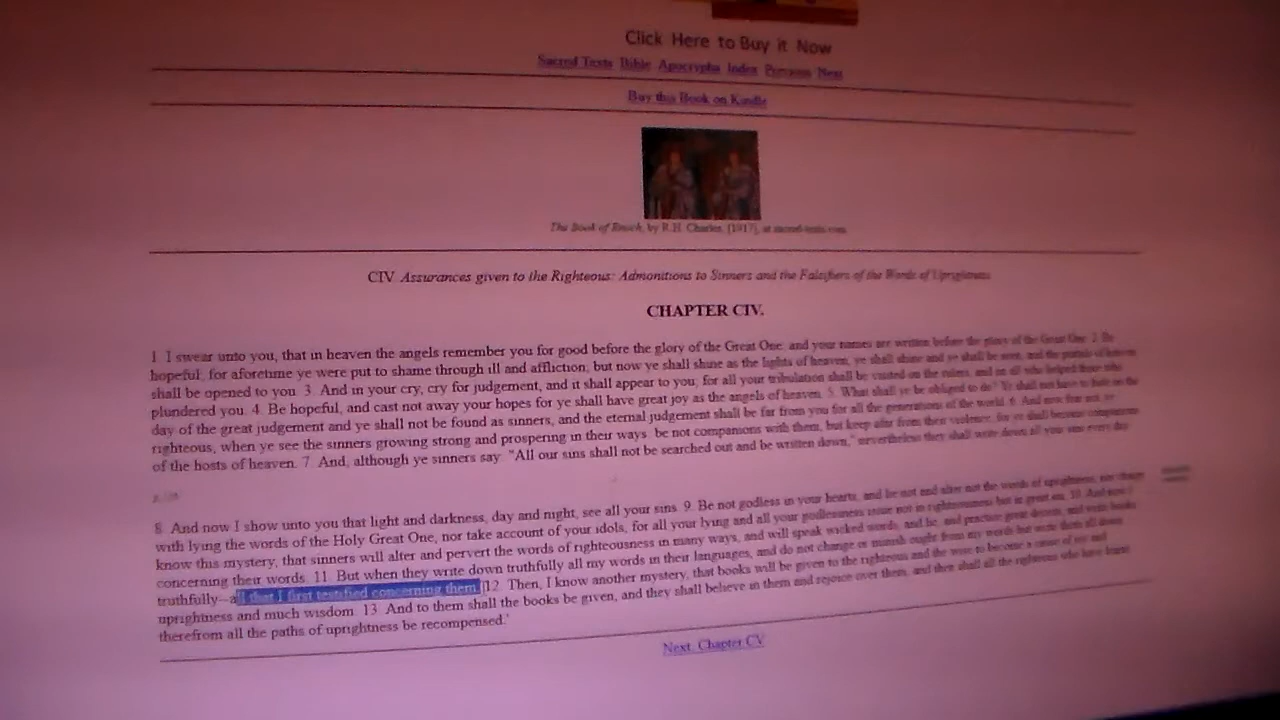 Click Here to Buy it Now
Sacred Texts Bible Apocrypha Index Previous Next
Buy this Book on Kindle
The Book of Enoch, by R.H. Charles, [1917], at sacred-texts.com
CIV. Assurances given to the Righteous: Admonitions to Sinners and the Falsifiers of the Words of Uprightness
CHAPTER CIV.
1. I swear unto you, that in heaven the angels remember you for good before the glory of the Great One: and your names are written before the glory of the Great One. 2. Be
hopeful; for aforetime ye were put to shame through ill and affliction; but now ye shall shine as the lights of heaven, ye shall shine and ye shall be seen, and the portals of heaven
shall be opened to you. 3. And in your cry, cry for judgement, and it shall appear to you; for all your tribulation shall be visited on the rulers, and on all who helped those who
plundered you. 4. Be hopeful, and cast not away your hopes for ye shall have great joy as the angels of heaven. 5. What shall ye be obliged to do? Ye shall not have to hide on the
day of the great judgement and ye shall not be found as sinners, and the eternal judgement shall be far from you for all the generations of the world. 6. And now fear not, ye
righteous, when ye see the sinners growing strong and prospering in their ways: be not companions with them, but keep afar from their violence; for ye shall become companions
of the hosts of heaven. 7. And, although ye sinners say: "All our sins shall not be searched out and be written down," nevertheless they shall write down all your sins every day.
8. And now I show unto you that light and darkness, day and night, see all your sins. 9. Be not godless in your hearts, and lie not and alter not the words of uprightness, nor charge
with lying the words of the Holy Great One, nor take account of your idols; for all your lying and all your godlessness issue not in righteousness but in great sin. 10. And now I
know this mystery, that sinners will alter and pervert the words of righteousness in many ways, and will speak wicked words, and lie, and practice great deceits, and write books
concerning their words. 11. But when they write down truthfully all my words in their languages, and do not change or minish ought from my words but write them all down
truthfully--all that I first testified concerning them. 12. Then, I know another mystery, that books will be given to the righteous and the wise to become a cause of joy and
uprightness and much wisdom. 13. And to them shall the books be given, and they shall believe in them and rejoice over them, and then shall all the righteous who have learnt
therefrom all the paths of uprightness be recompensed.'
Next: Chapter CV